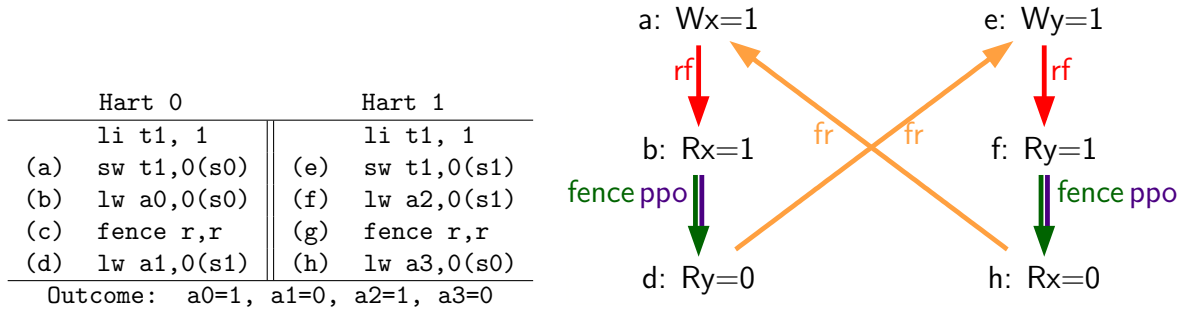 Hart 0 Hart 1
li t1, 1 li t1, 1
(a) sw t1,0(s0) (e) sw t1,0(s1)
(b) lw a0,0(s0) (f) lw a2,0(s1)
(c) fence r,r (g) fence r,r
(d) lw a1,0(s1) (h) lw a3,0(s0)
Outcome: a0=1, a1=0, a2=1, a3=0
a: Wx=1 e: Wy=1
rf rf
fr fr
b: Rx=1 f: Ry=1
fence ppo fence ppo
d: Ry=0 h: Rx=0